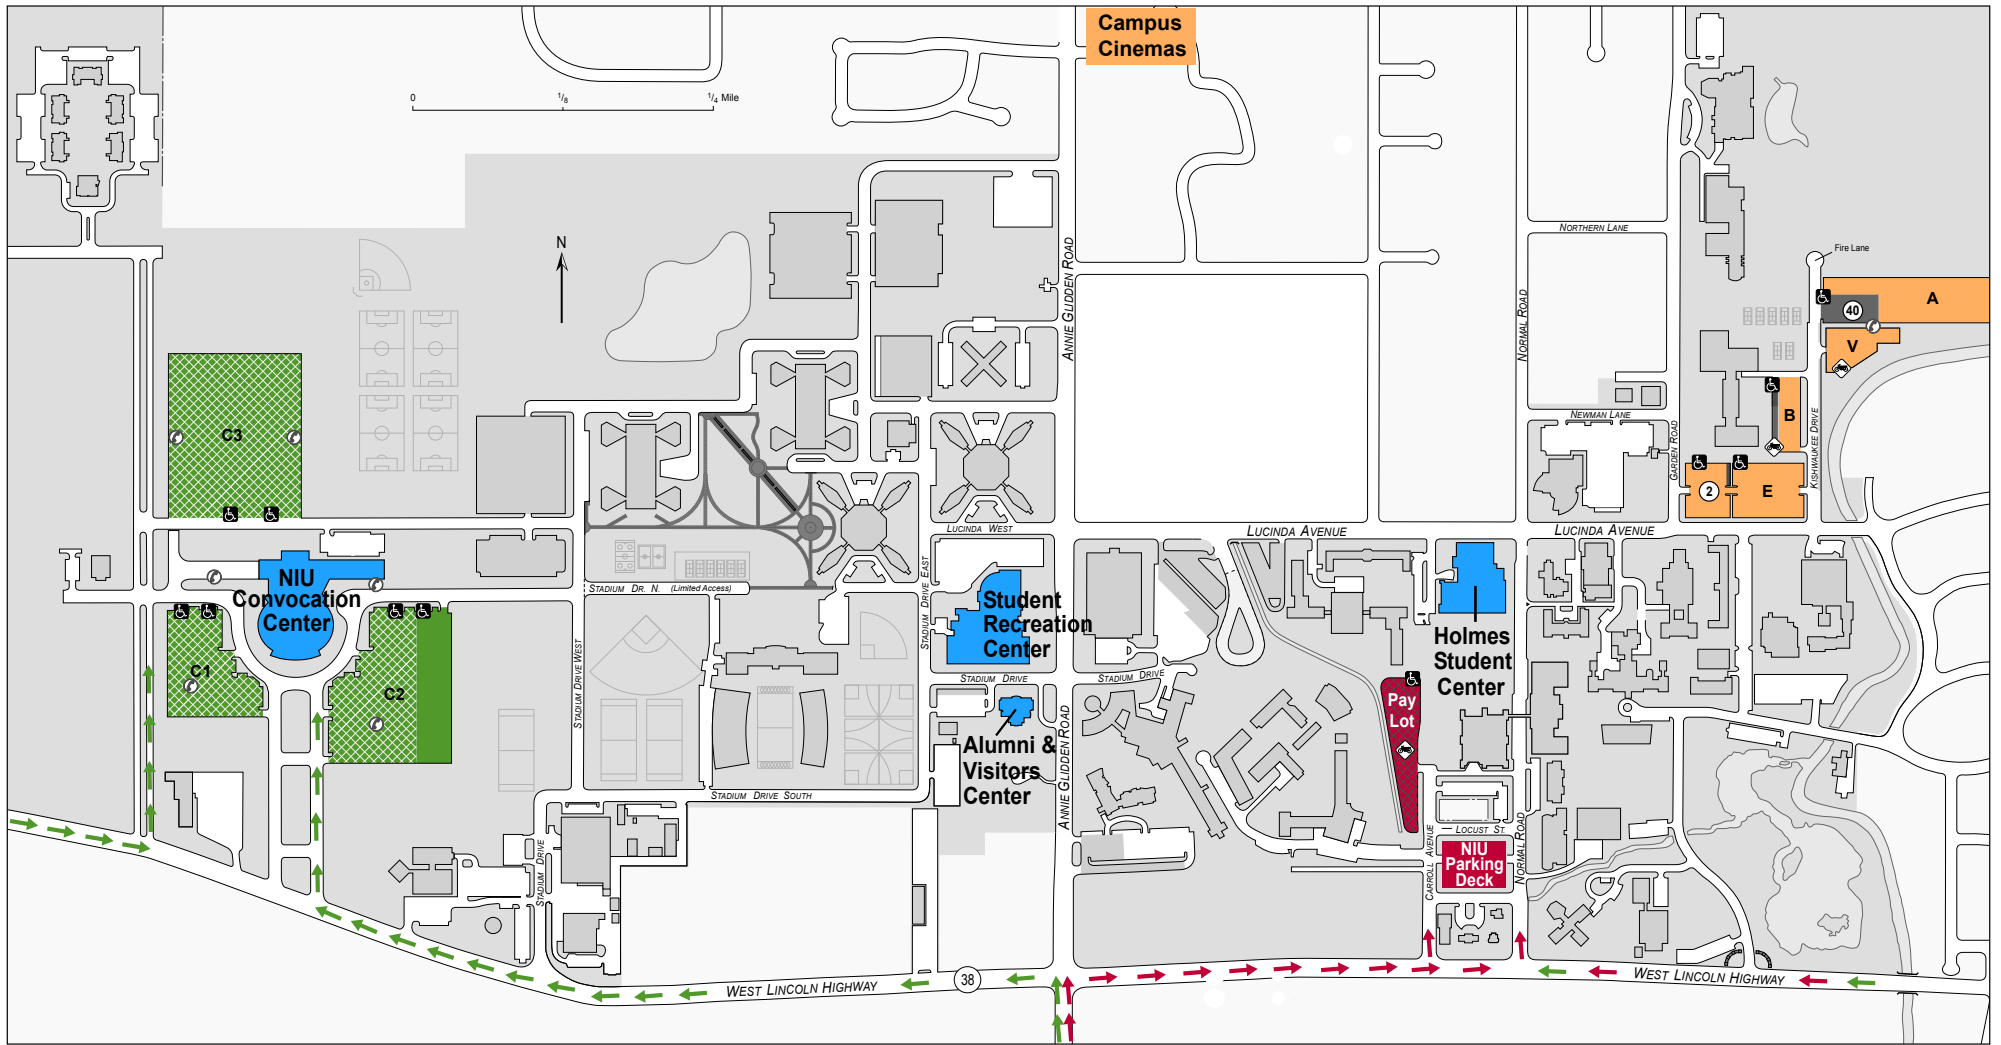 Campus
Cinemas
0
1/8
1/4 Mile
N
NORTHERN LANE
Fire Lane
ANNIE GLIDDEN ROAD
NORMAL ROAD
A
40
V
B
KISHWAUKEE DRIVE
NEWMAN LANE
GARDEN ROAD
2
E
C3
LUCINDA WEST
LUCINDA AVENUE
LUCINDA AVENUE
NIU
Convocation
Center
STADIUM DR. N.
(Limited Access)
STADIUM DRIVE EAST
Student
Recreation
Center
Holmes
Student
Center
STADIUM DRIVE WEST
C1
C2
STADIUM DRIVE
STADIUM DRIVE
Pay
Lot
ANNIE GLIDDEN ROAD
Alumni &
Visitors
Center
STADIUM DRIVE SOUTH
LOCUST ST.
CARROLL AVENUE
NORMAL ROAD
NIU
Parking
Deck
STADIUM DRIVE
38
WEST LINCOLN HIGHWAY
WEST LINCOLN HIGHWAY